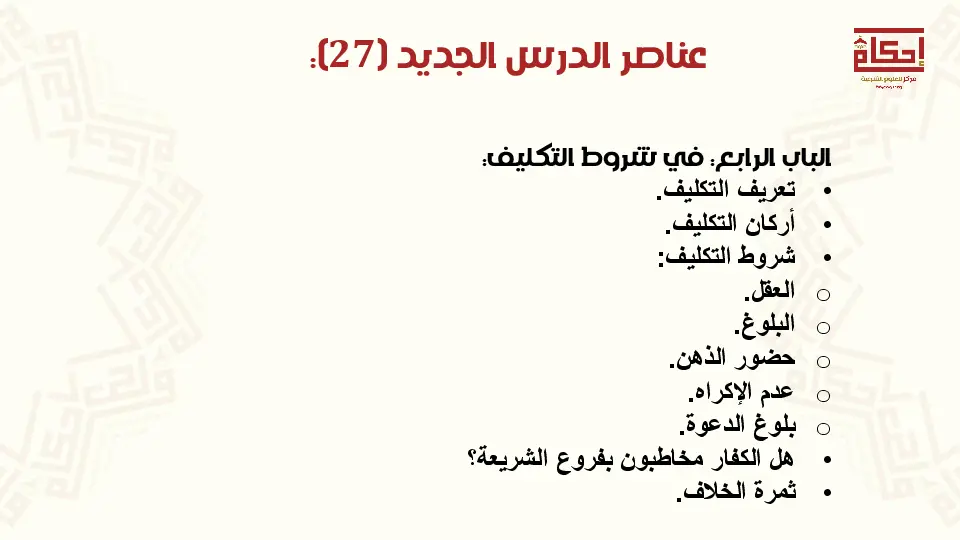 عناصر الدرس الجديد (27):
إحكام
مركز للعلوم الشرعية
الباب الرابع: في شروط التكليف:
• تعريف التكليف.
• أركان التكليف.
• شروط التكليف:
○ العقل.
○ البلوغ.
○ حضور الذهن.
○ عدم الإكراه.
○ بلوغ الدعوة.
• هل الكفار مخاطبون بفروع الشريعة؟
• ثمرة الخلاف.